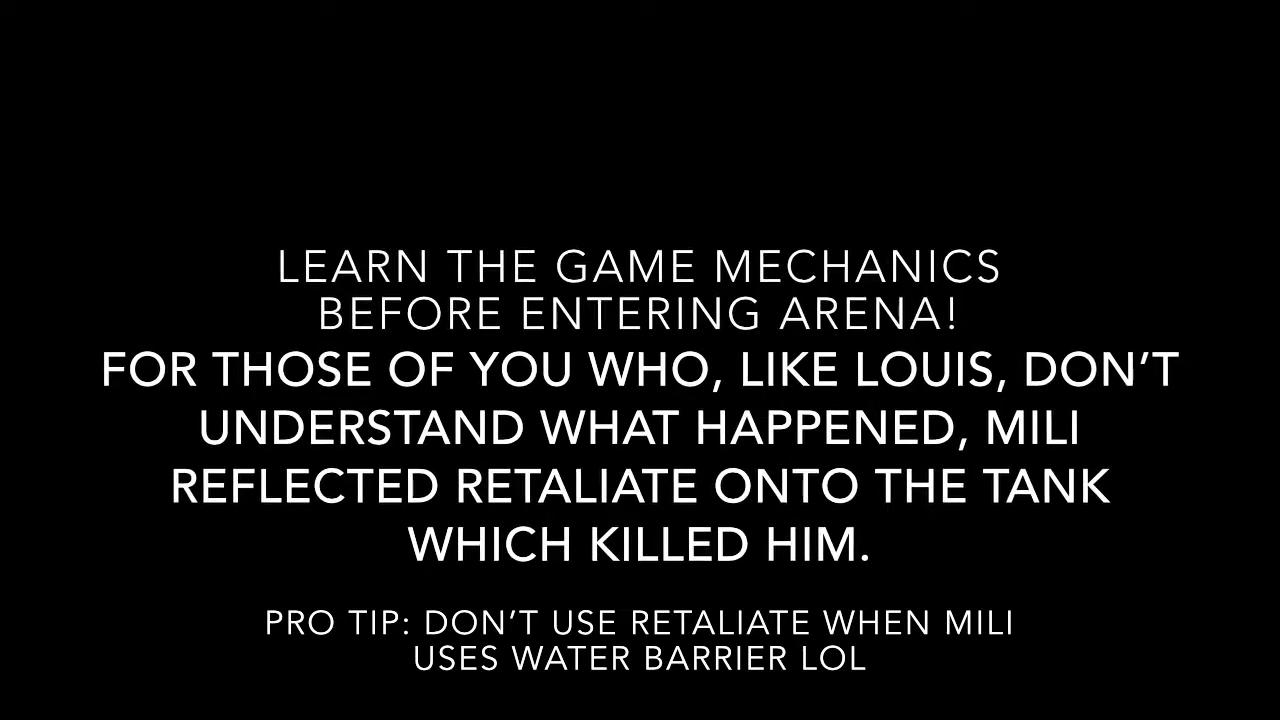 LEARN THE GAME MECHANICS
BEFORE ENTERING ARENA!
FOR THOSE OF YOU WHO, LIKE LOUIS, DON’T
UNDERSTAND WHAT HAPPENED, MILI
REFLECTED RETALIATE ONTO THE TANK
WHICH KILLED HIM.
PRO TIP: DON’T USE RETALIATE WHEN MILI
USES WATER BARRIER LOL